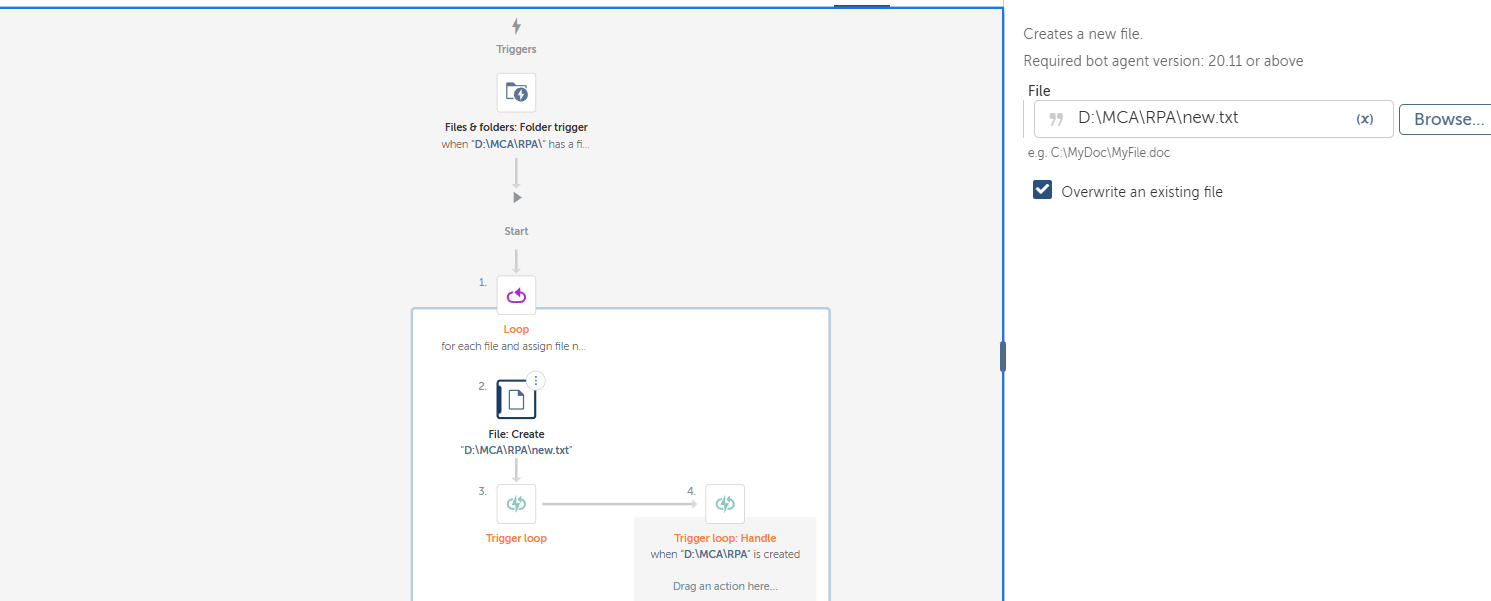 Triggers
Files & folders: Folder trigger
when "D:\MCA\RPA\" has a fi...
Start
1.
Loop
for each file and assign file n...
2.
File: Create
"D:\MCA\RPA\new.txt"
3.
Trigger loop
4.
Trigger loop: Handle
when "D:\MCA\RPA" is created
Drag an action here...
Creates a new file.
Required bot agent version: 20.11 or above
File
D:\MCA\RPA\new.txt
(x)
Browse...
e.g. C:\MyDoc\MyFile.doc
Overwrite an existing file